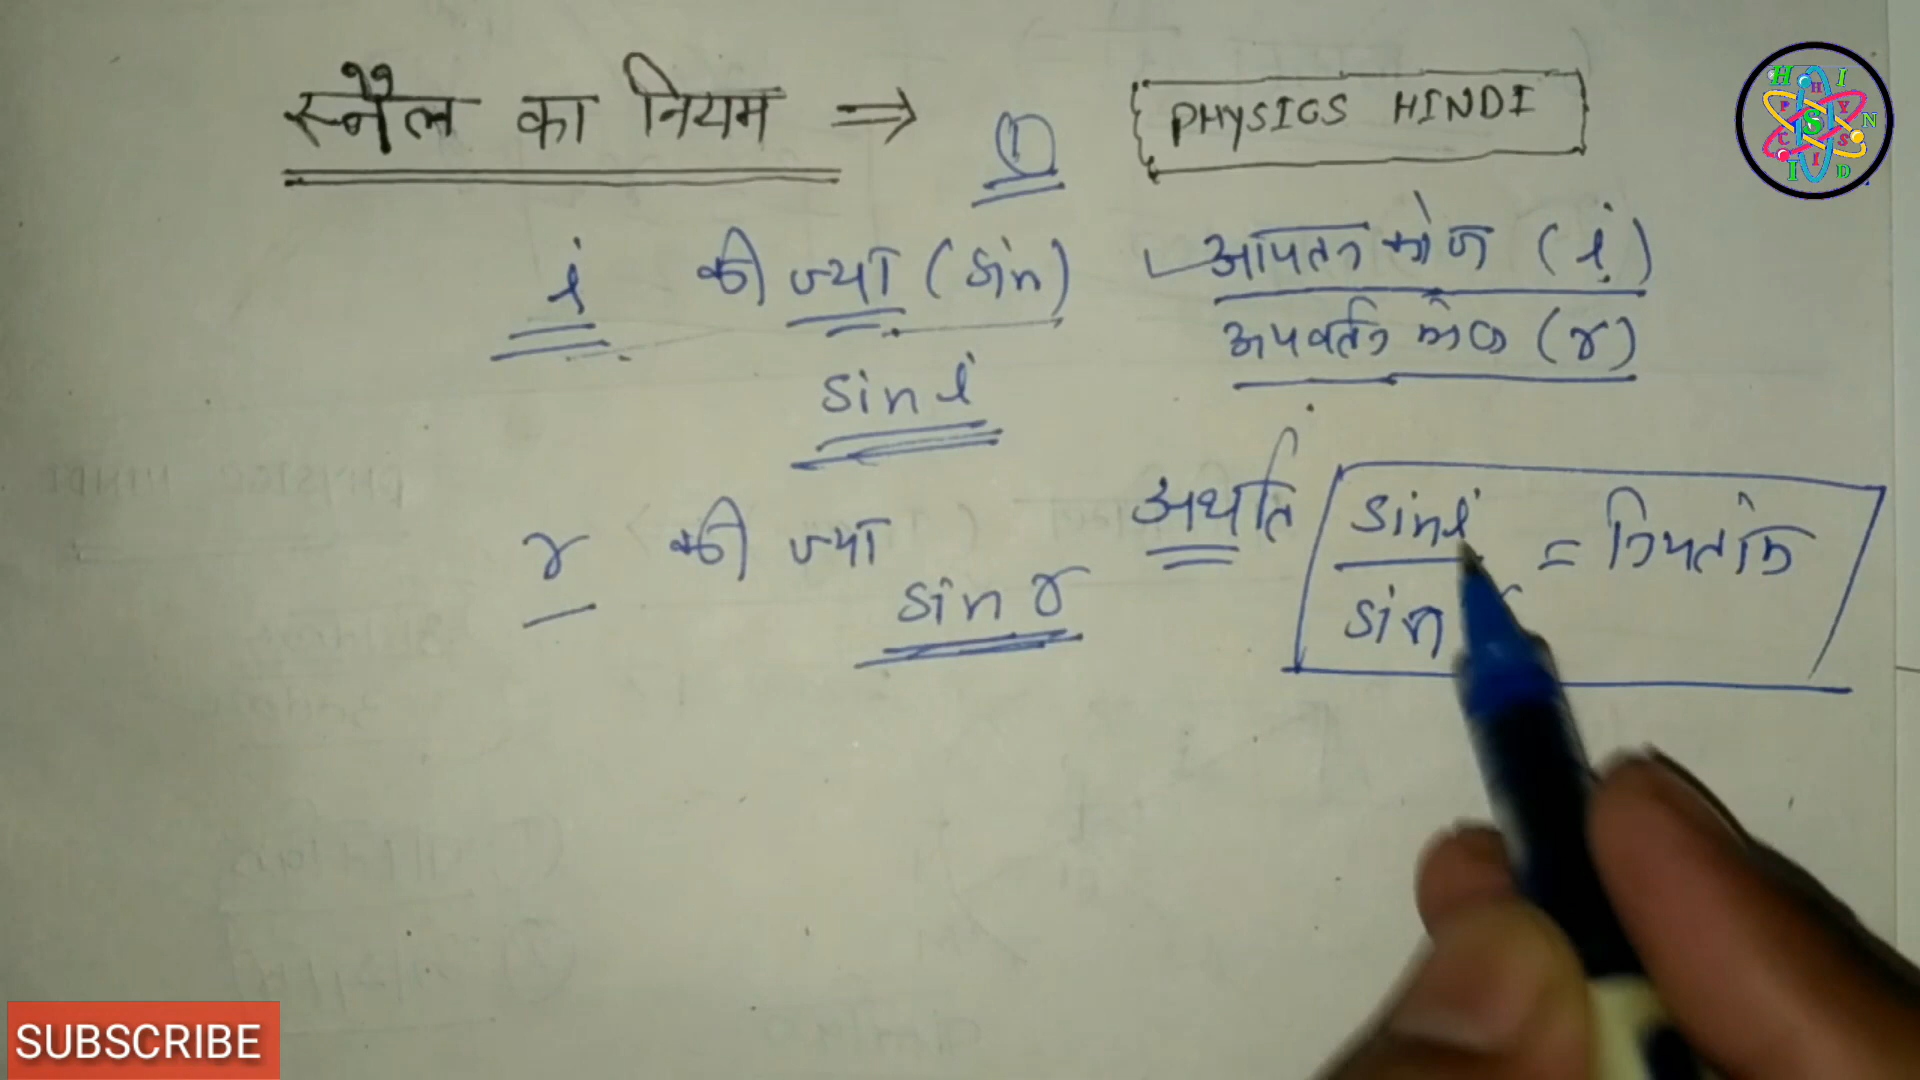 स्नैल का नियम ⇒ ①
PHYSICS HINDI
i की ज्या (sin)
sin i
r की ज्या
sin r
आपतन कोण (i)
अपवर्तन कोण (r)
अर्थात sin i / sin r = नियतांक
SUBSCRIBE